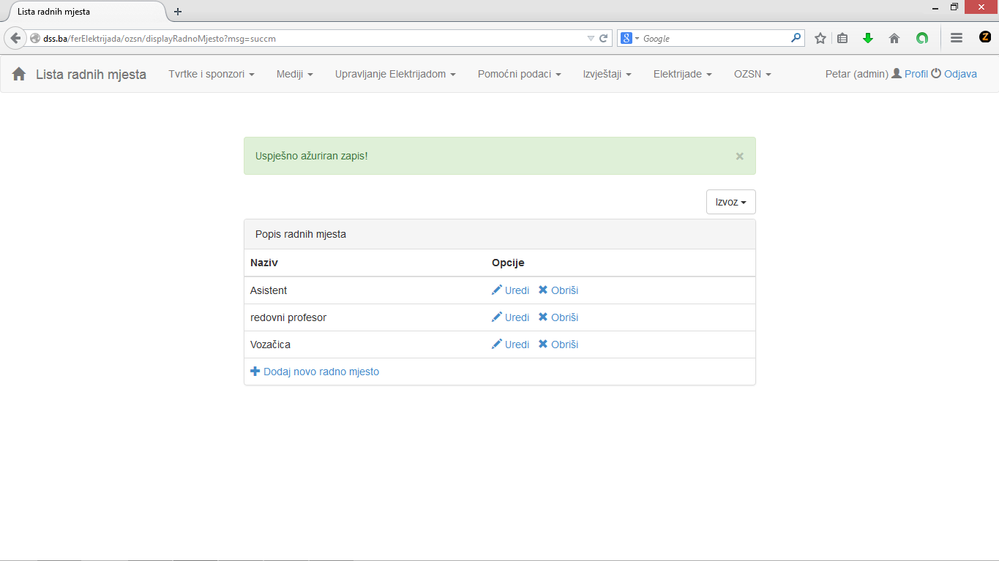 Lista radnih mjesta
dss.ba/ferElektrijada/ozsn/displayRadnoMjesto?msg=succm
Google
Lista radnih mjesta Tvrtke i sponzori Mediji Upravljanje Elektrijadom Pomoćni podaci Izvještaji Elektrijade OZSN Petar (admin) Profil Odjava
Uspješno ažuriran zapis! ×
Izvoz
Popis radnih mjesta
Naziv Opcije
Asistent Uredi Obriši
redovni profesor Uredi Obriši
Vozačica Uredi Obriši
Dodaj novo radno mjesto